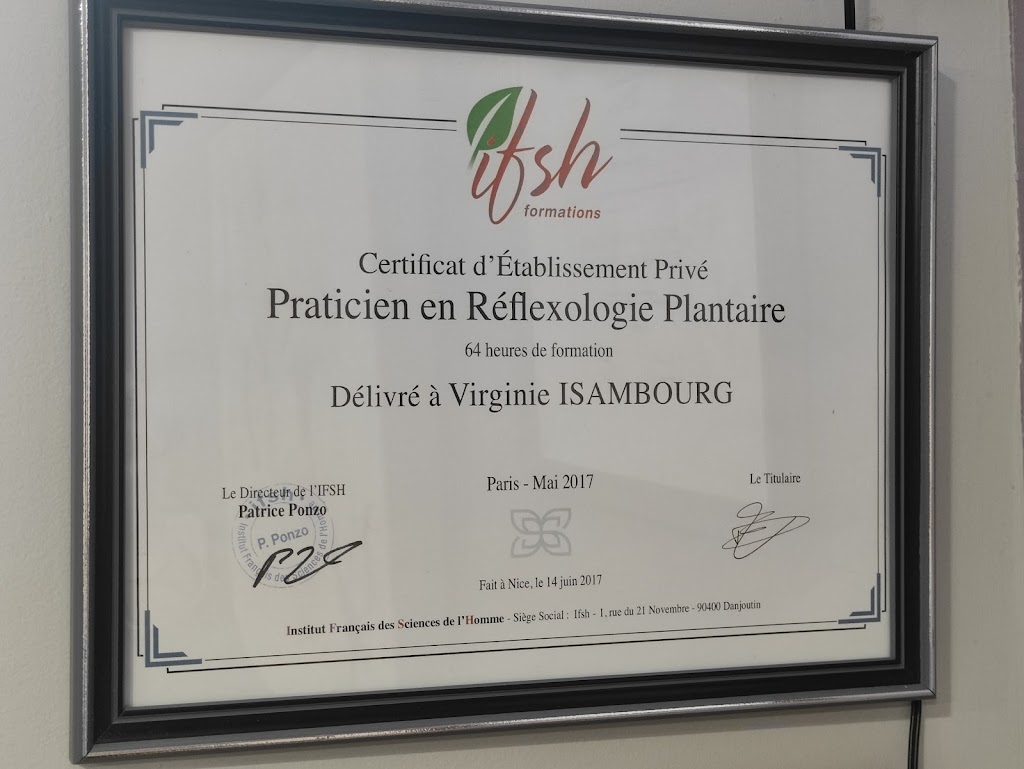 ifsh
formations
Certificat d'Établissement Privé
Praticien en Réflexologie Plantaire
64 heures de formation
Délivré à Virginie ISAMBOURG
Le Directeur de l'IFSH
Patrice Ponzo
P. Ponzo
Paris - Mai 2017
Le Titulaire
Fait à Nice, le 14 juin 2017
Institut Français des Sciences de l'Homme - Siège Social : Ifsh - 1, rue du 21 Novembre - 90400 Danjoutin